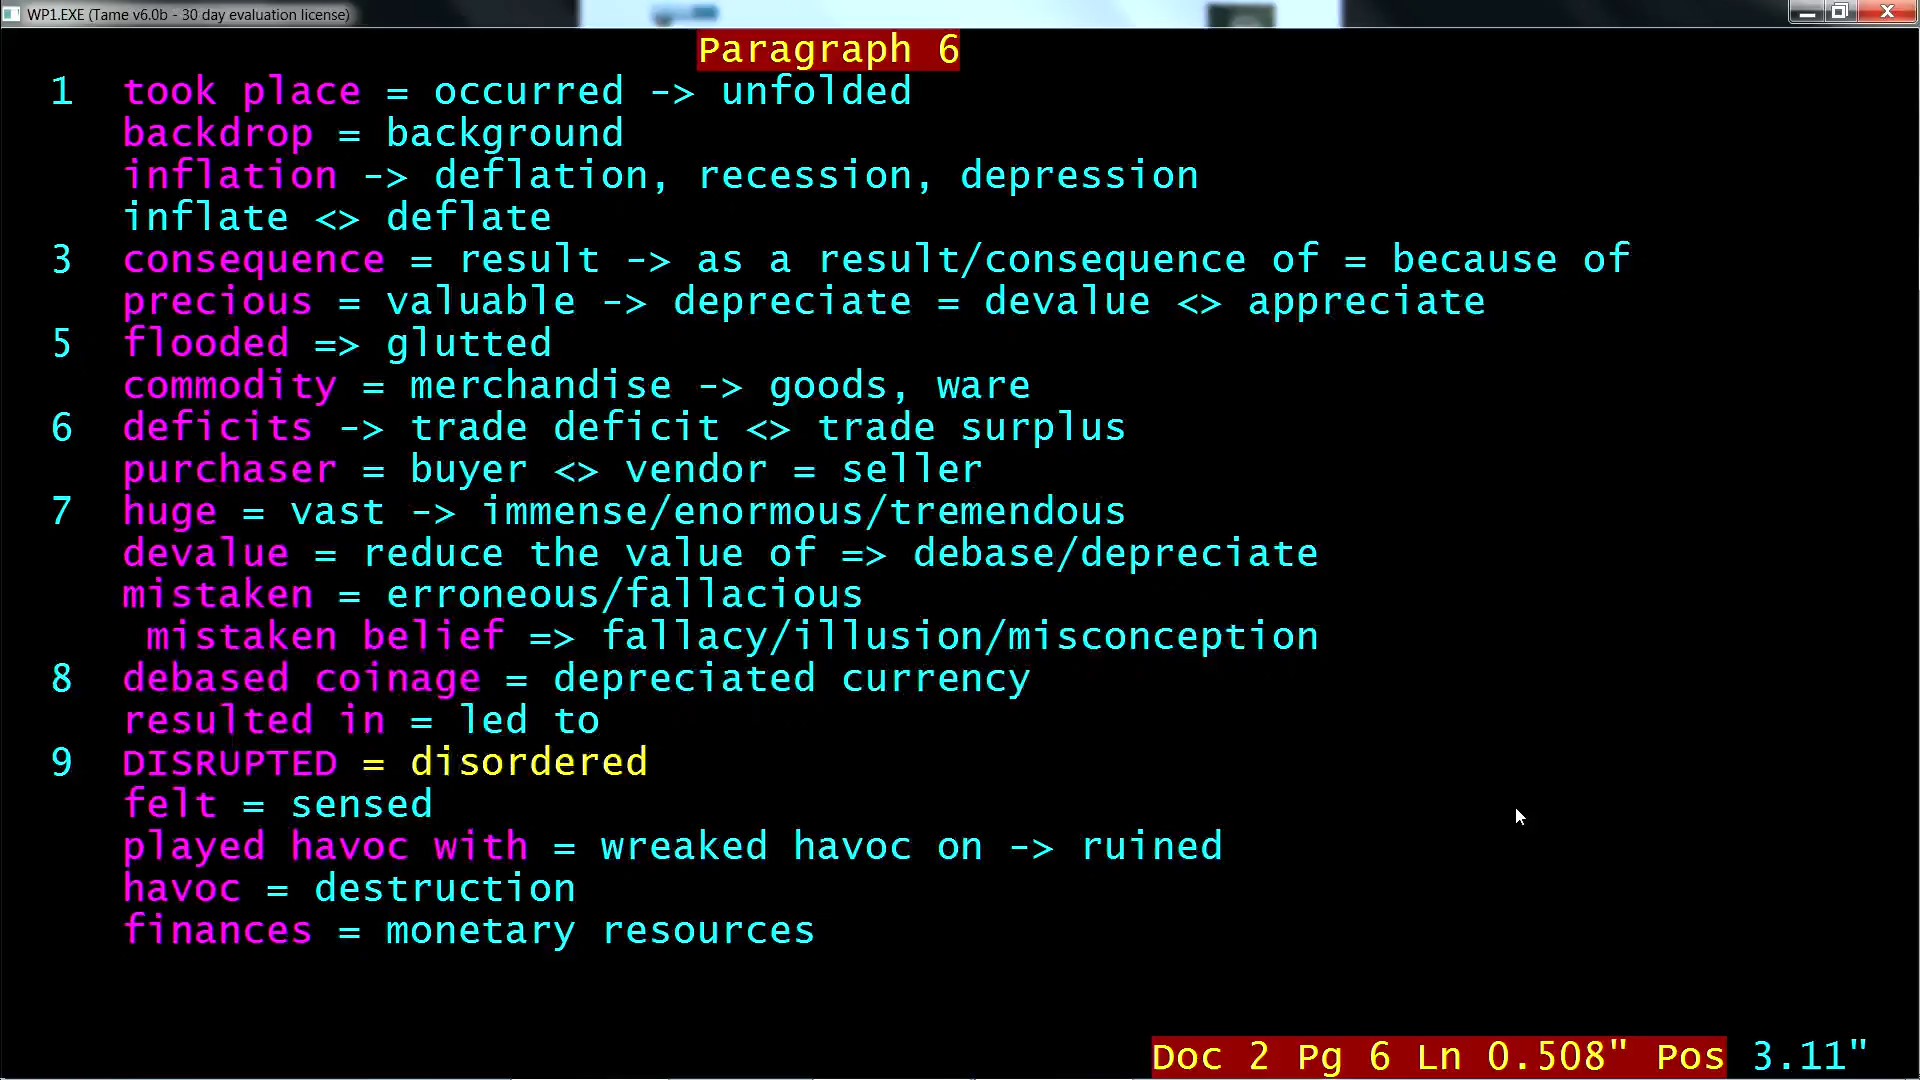 WP1.EXE (Tame v6.0b - 30 day evaluation license)
Paragraph 6
1 took place = occurred -> unfolded
backdrop = background
inflation -> deflation, recession, depression
inflate <> deflate
3 consequence = result -> as a result/consequence of = because of
precious = valuable -> depreciate = devalue <> appreciate
5 flooded => glutted
commodity = merchandise -> goods, ware
6 deficits -> trade deficit <> trade surplus
purchaser = buyer <> vendor = seller
7 huge = vast -> immense/enormous/tremendous
devalue = reduce the value of => debase/depreciate
mistaken = erroneous/fallacious
mistaken belief => fallacy/illusion/misconception
8 debased coinage = depreciated currency
resulted in = led to
9 DISRUPTED = disordered
felt = sensed
played havoc with = wreaked havoc on -> ruined
havoc = destruction
finances = monetary resources
Doc 2 Pg 6 Ln 0.508" Pos 3.11"